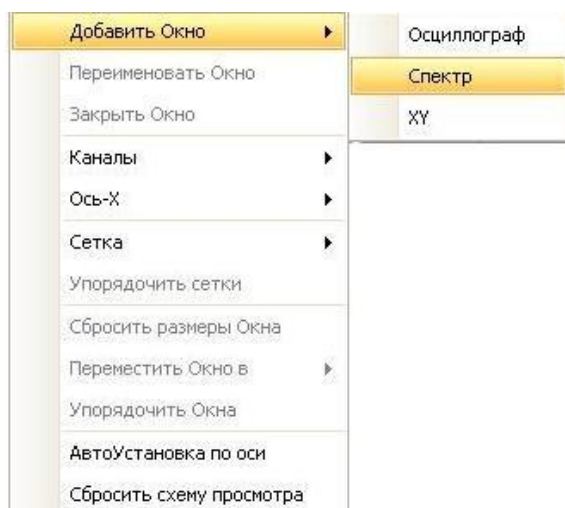 Добавить Окно
Переименовать Окно
Закрыть Окно
Каналы
Ось-X
Сетка
Упорядочить сетки
Сбросить размеры Окна
Переместить Окно в
Упорядочить Окна
АвтоУстановка по оси
Сбросить схему просмотра
Осциллограф
Спектр
XY